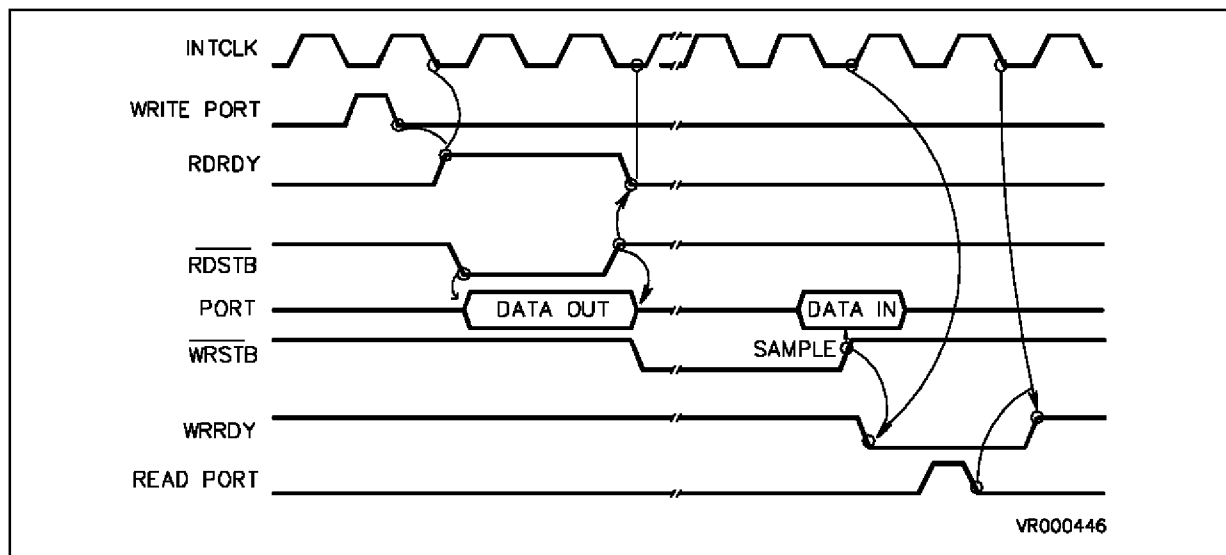 INTCLK
WRITE PORT
RDRDY
RDSTB
PORT DATA OUT DATA IN
WRSTB SAMPLE
WRRDY
READ PORT
VR000446